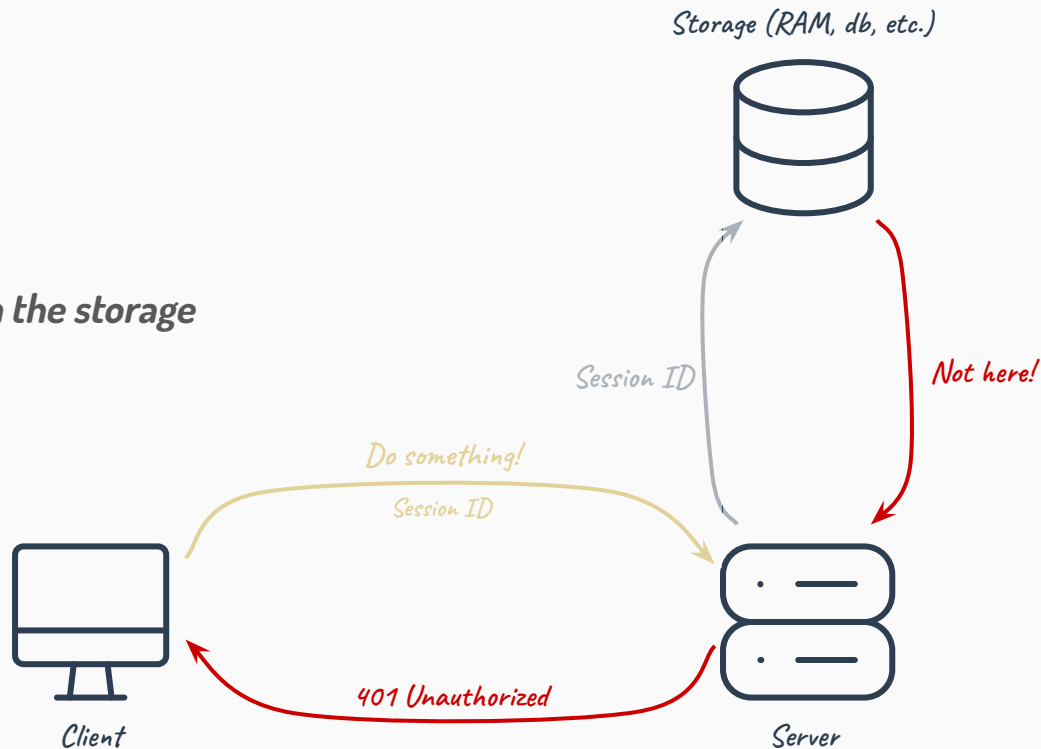 Storage (RAM, db, etc.)
the storage
Session ID
Not here!
Do something!
Session ID
401 Unauthorized
Client
Server